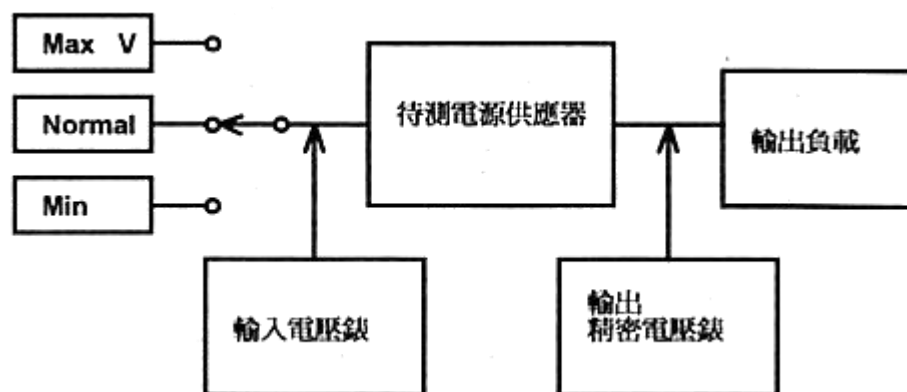 Max V
Normal
Min
待測電源供應器
輸出負載
輸入電壓錶
輸出
精密電壓錶